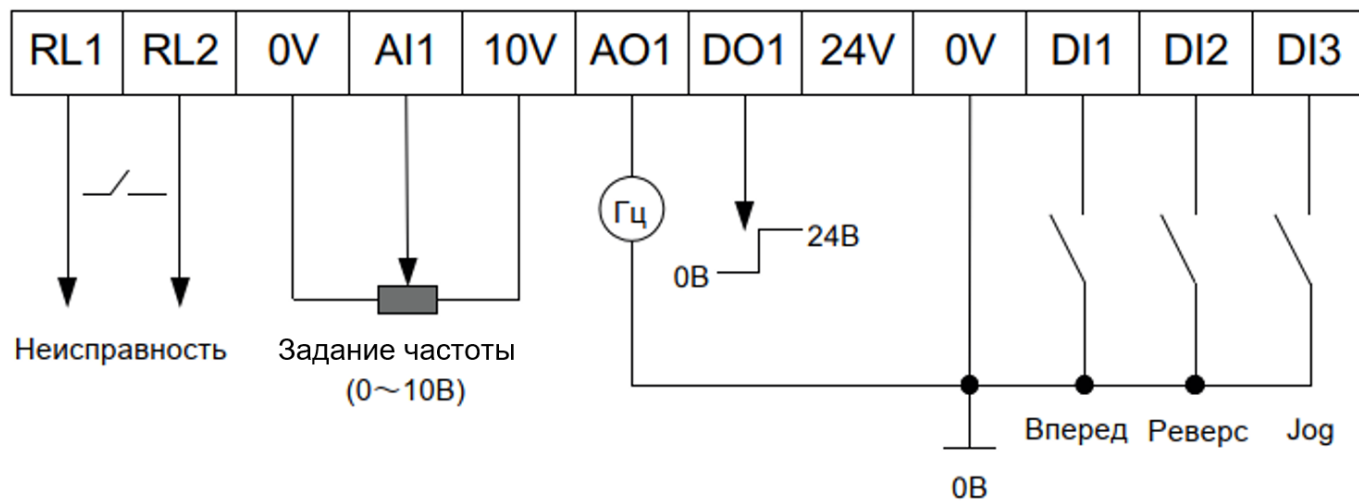 RL1 RL2 0V AI1 10V AO1 DO1 24V 0V DI1 DI2 DI3
Гц
24В
0В
Неисправность
Задание частоты
(0～10В)
Вперед Реверс Jog
0В